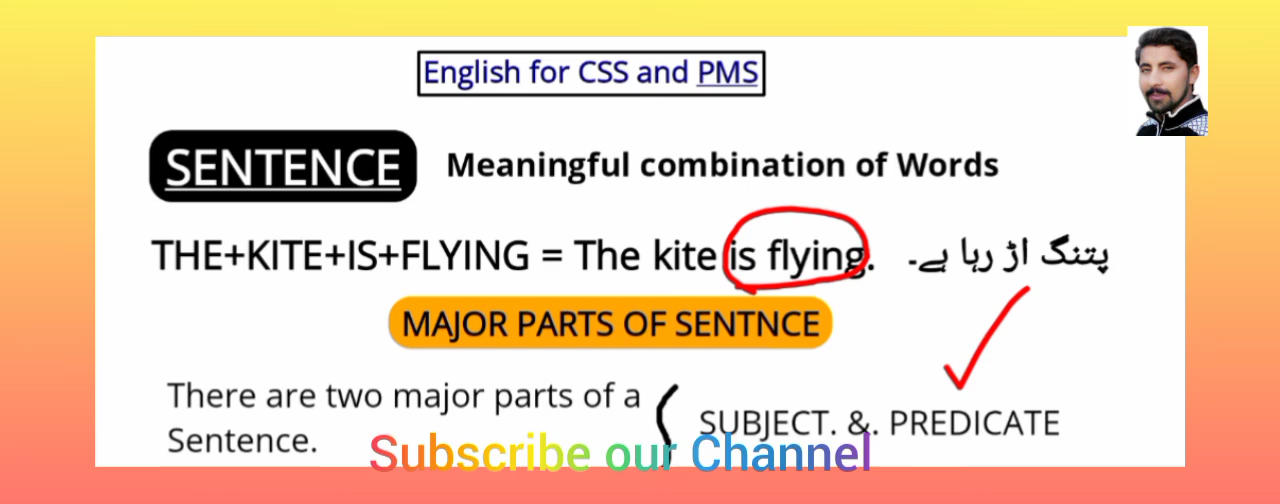 English for CSS and PMS
SENTENCE Meaningful combination of Words
THE+KITE+IS+FLYING = The kite is flying. پتنگ اڑ رہا ہے۔
MAJOR PARTS OF SENTNCE
There are two major parts of a
Sentence.
SUBJECT. &. PREDICATE
Subscribe our Channel